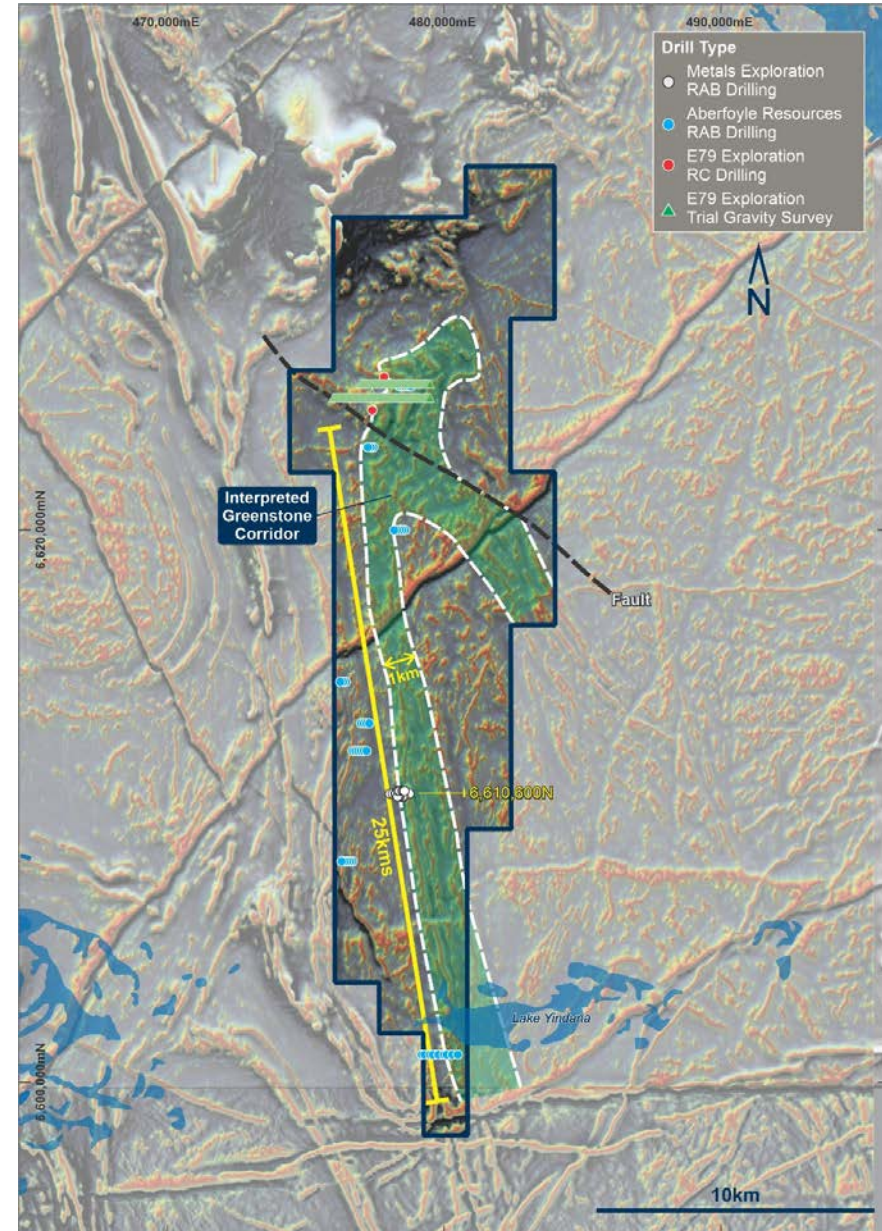 470,000mE
480,000mE
490,000mE
Drill Type
Metals Exploration
RAB Drilling
Aberfoyle Resources
RAB Drilling
E79 Exploration
RC Drilling
E79 Exploration
Trial Gravity Survey
N
Interpreted
Greenstone
Corridor
6,620,000mN
Fault
1km
6,610,600N
25kms
Lake Yindana
6,600,000mN
10km